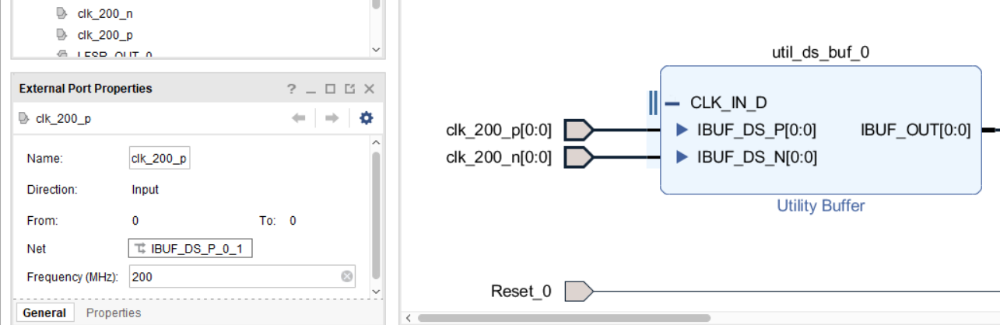 clk_200_n
clk_200_p
LFSR_OUT_0
External Port Properties
clk_200_p
Name: clk_200_p
Direction: Input
From: 0 To: 0
Net IBUF_DS_P_0_1
Frequency (MHz): 200
General Properties
util_ds_buf_0
CLK_IN_D
clk_200_p[0:0] IBUF_DS_P[0:0] IBUF_OUT[0:0]
clk_200_n[0:0] IBUF_DS_N[0:0]
Utility Buffer
Reset_0